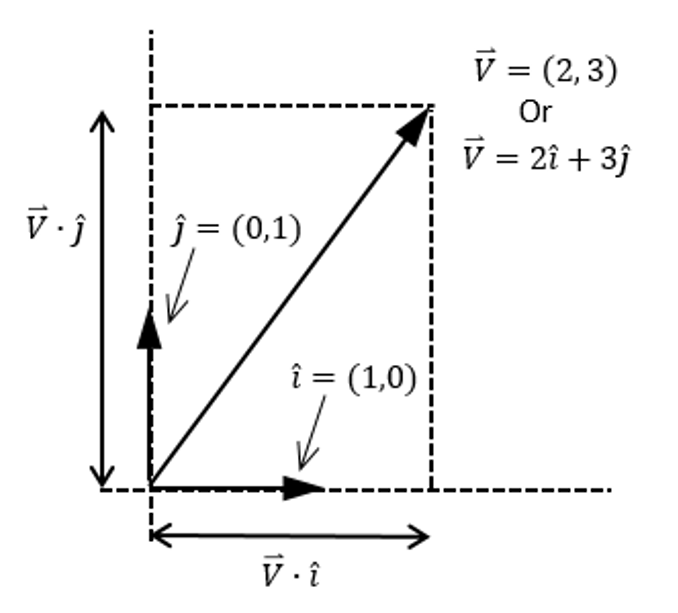 V⃗ = (2, 3)
Or
V⃗ = 2î + 3ĵ
V⃗ · ĵ
ĵ = (0,1)
î = (1,0)
V⃗ · î